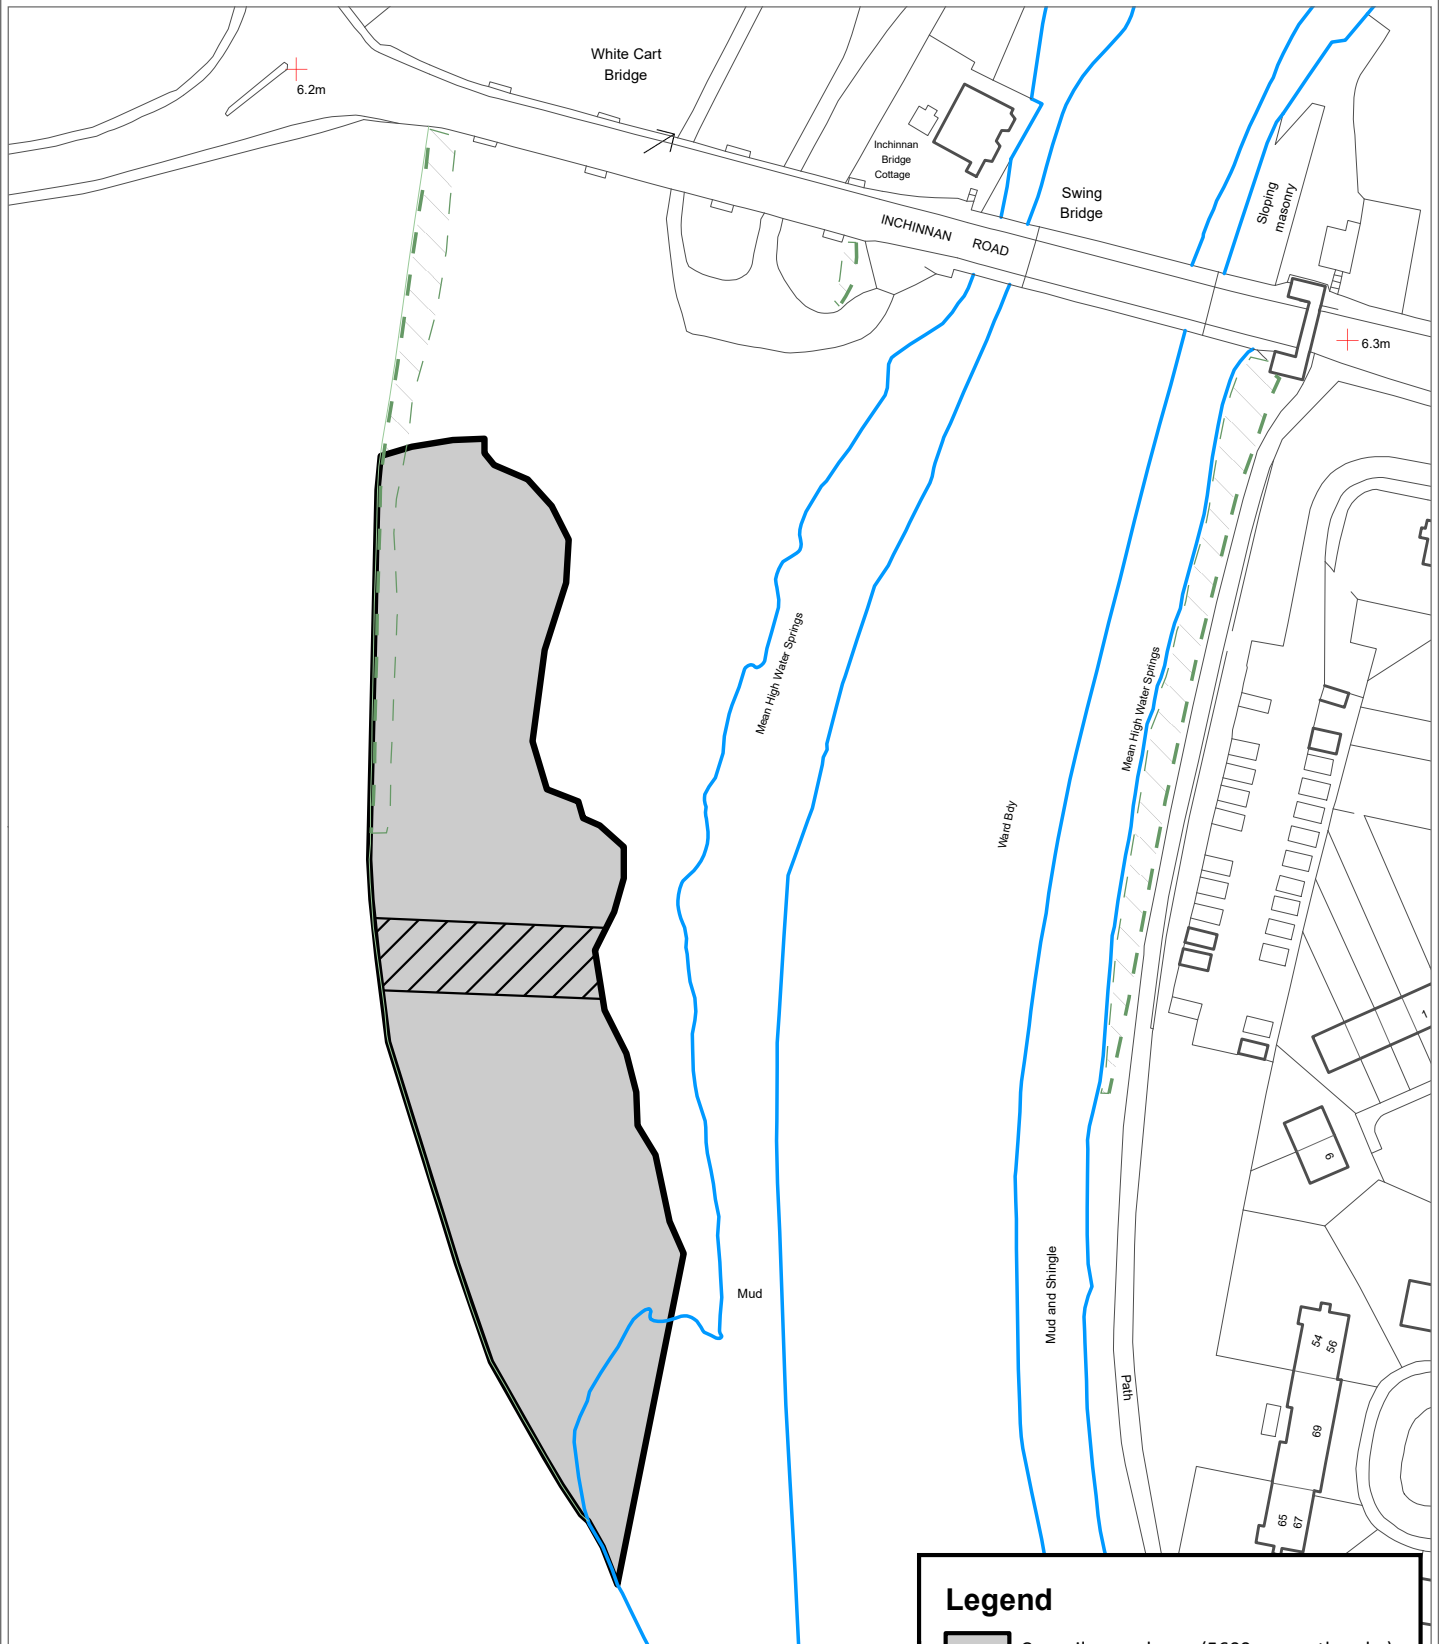 White Cart
Bridge
6.2m
Inchinnan
Bridge
Cottage
Swing
Bridge
Sloping
masonry
INCHINNAN ROAD
6.3m
Mean High Water Springs
Mean High Water Springs
Ward Bdy
1
6
Mud
Mud and Shingle
Path
54
56
69
65
67
Legend